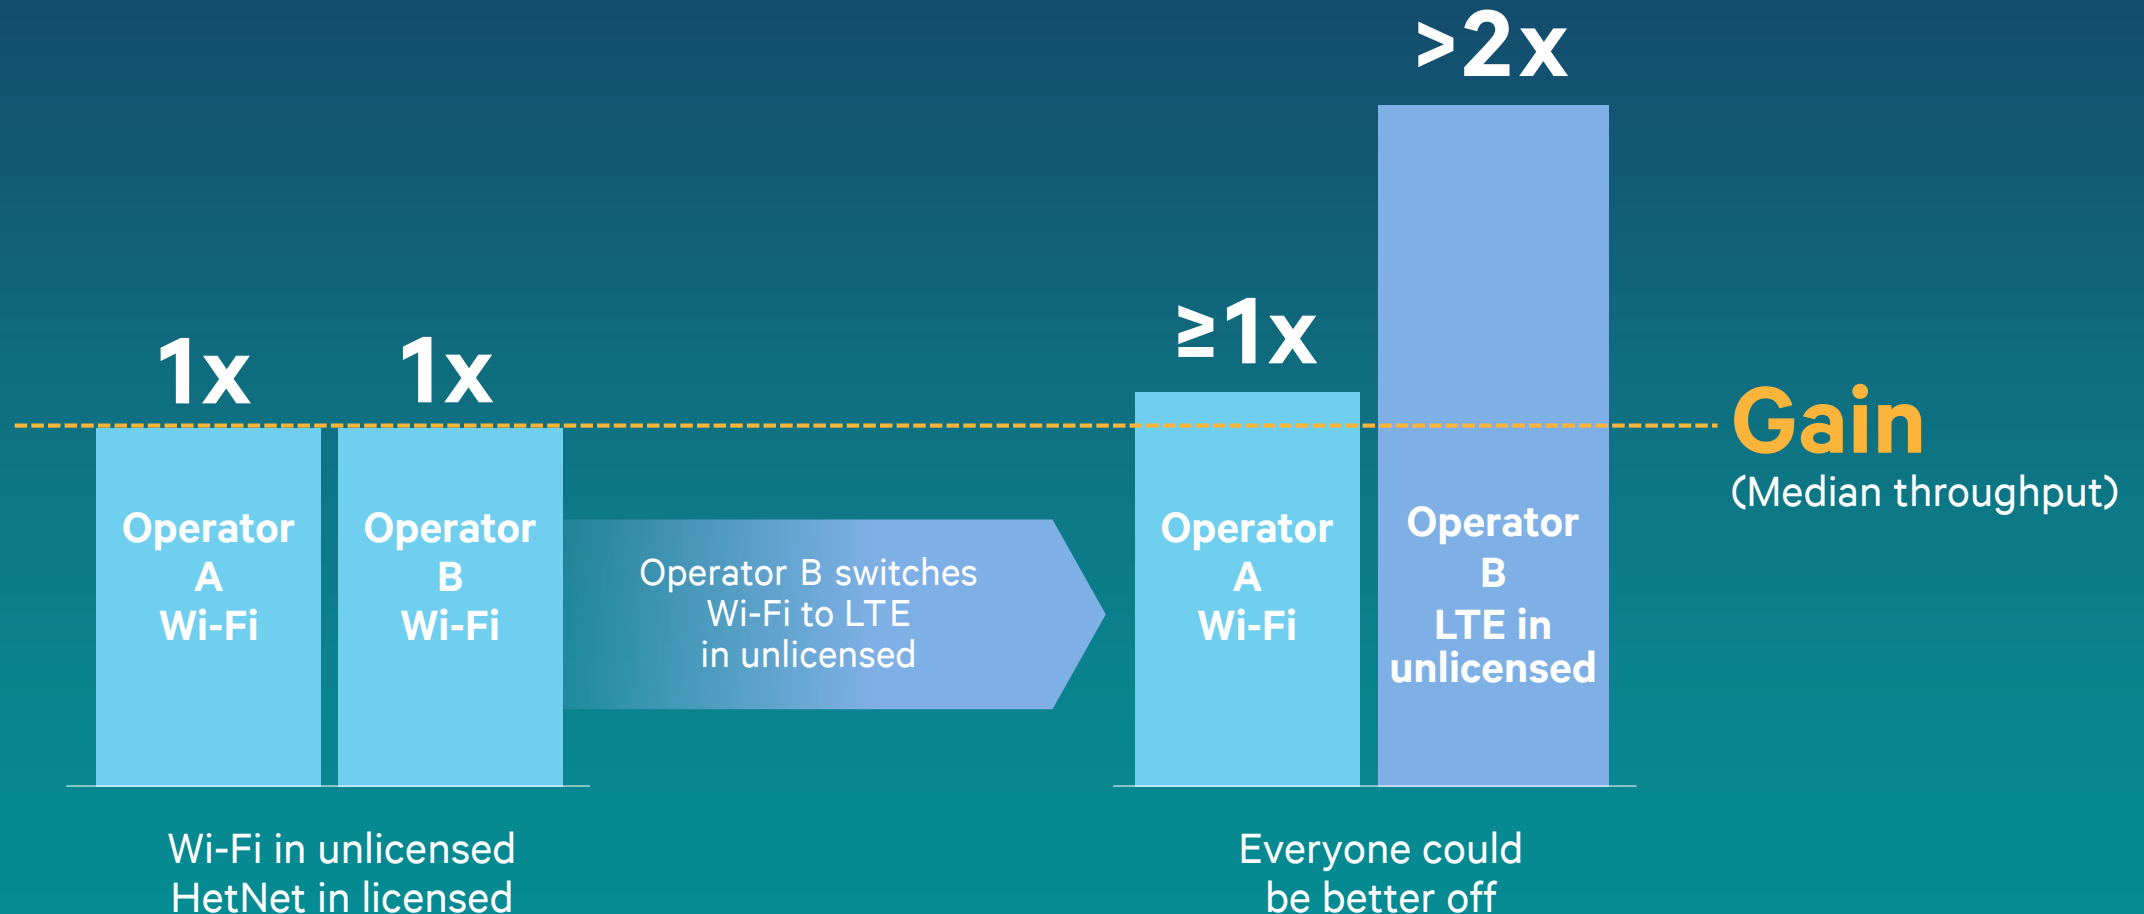 >2x
≥1x
1x
1x
Gain
(Median throughput)
Operator
A
Wi-Fi
Operator
B
Wi-Fi
Operator B switches
Wi-Fi to LTE
in unlicensed
Operator
A
Wi-Fi
Operator
B
LTE in
unlicensed
Wi-Fi in unlicensed
HetNet in licensed
Everyone could
be better off